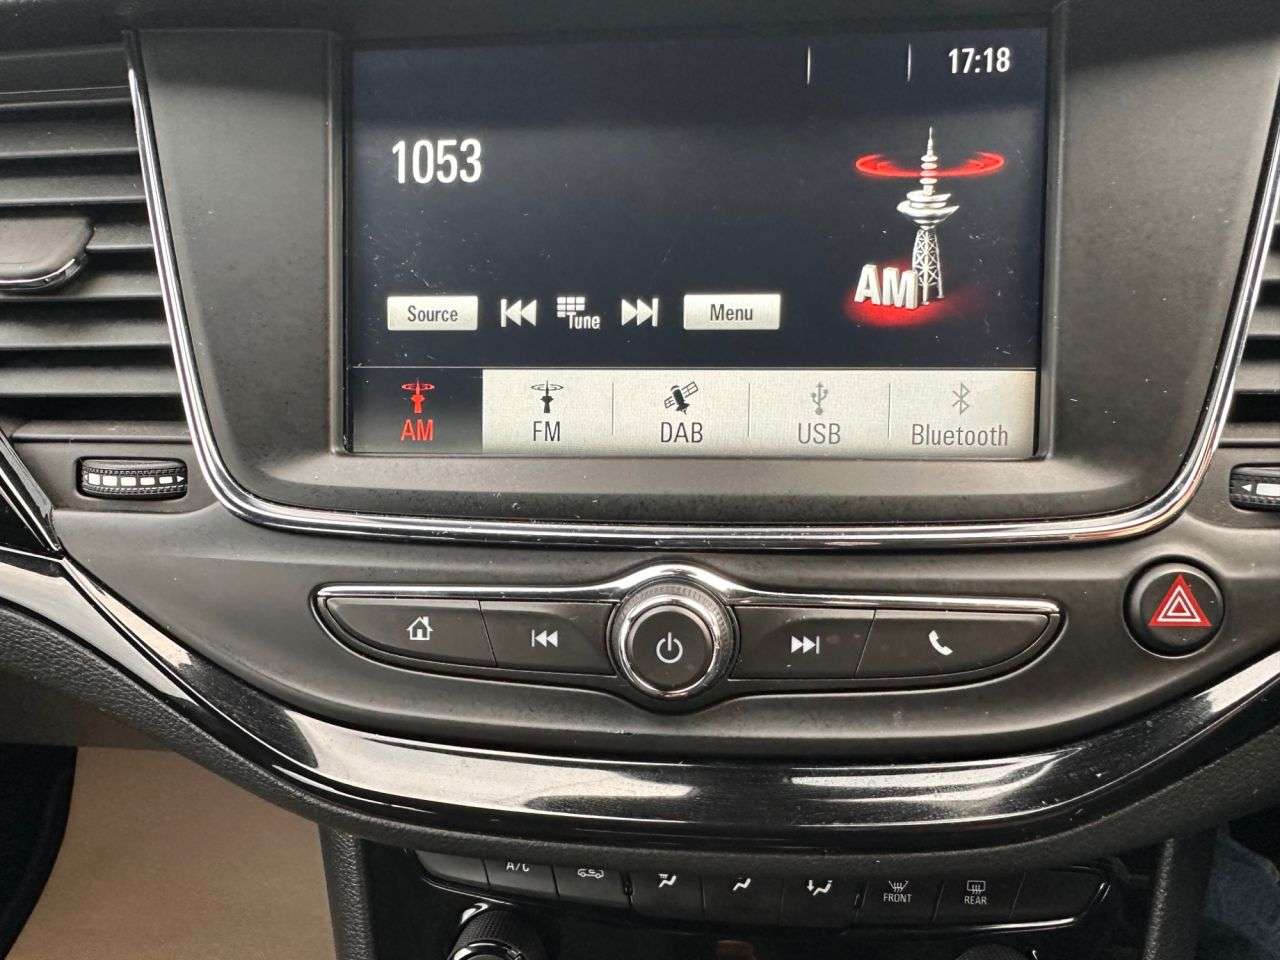 17:18
1053
AM
Source
Tune
Menu
AM
FM
DAB
USB
Bluetooth
A/C
FRONT
REAR